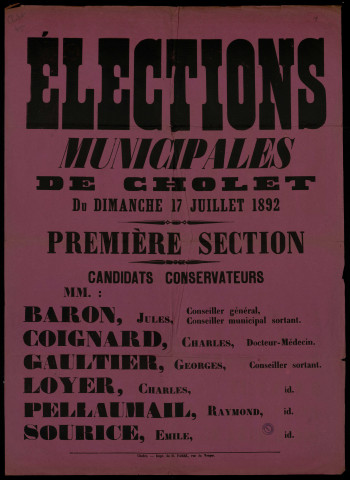 ÉLECTIONS
MUNICIPALES
DE CHOLET
DU DIMANCHE 17 JUILLET 1892
PREMIÈRE SECTION
CANDIDATS CONSERVATEURS
MM. :
BARON, JULES, Conseiller général,
Conseiller municipal sortant.
COIGNARD, CHARLES, Docteur-Médecin.
GAULTIER, GEORGES, Conseiller sortant.
LOYER, CHARLES, id.
PELLAUMAIL, RAYMOND, id.
SOURICE, EMILE, id.